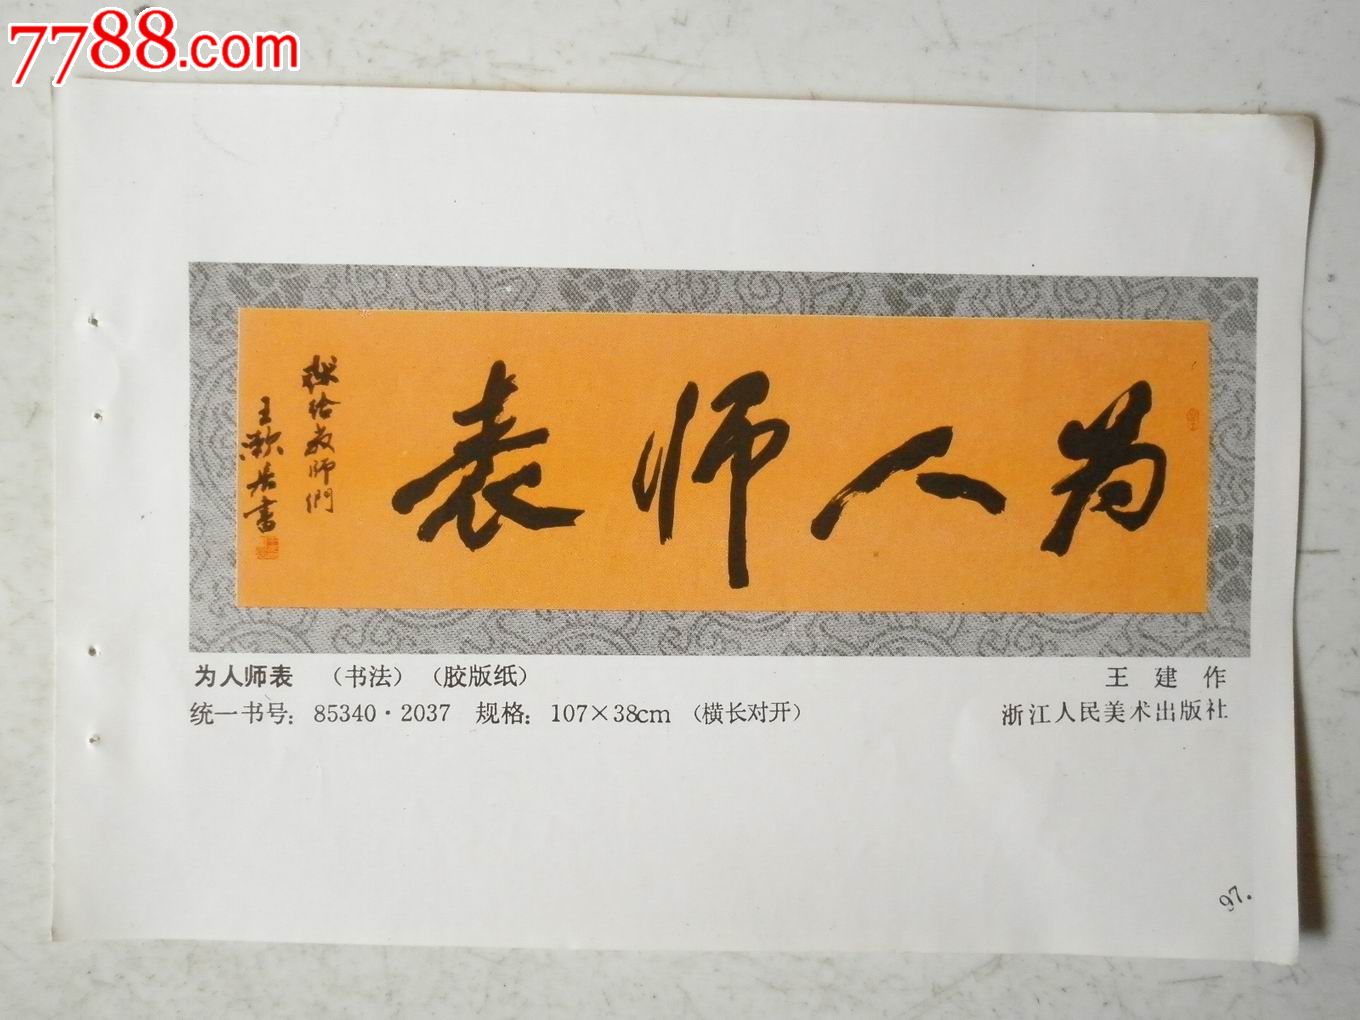 7788.com
为人师表
献给教师們
王
书
为人师表 （书法）（胶版纸） 王 建 作
统一书号：85340·2037 规格：107×38cm （横长对开） 浙江人民美术出版社
97.